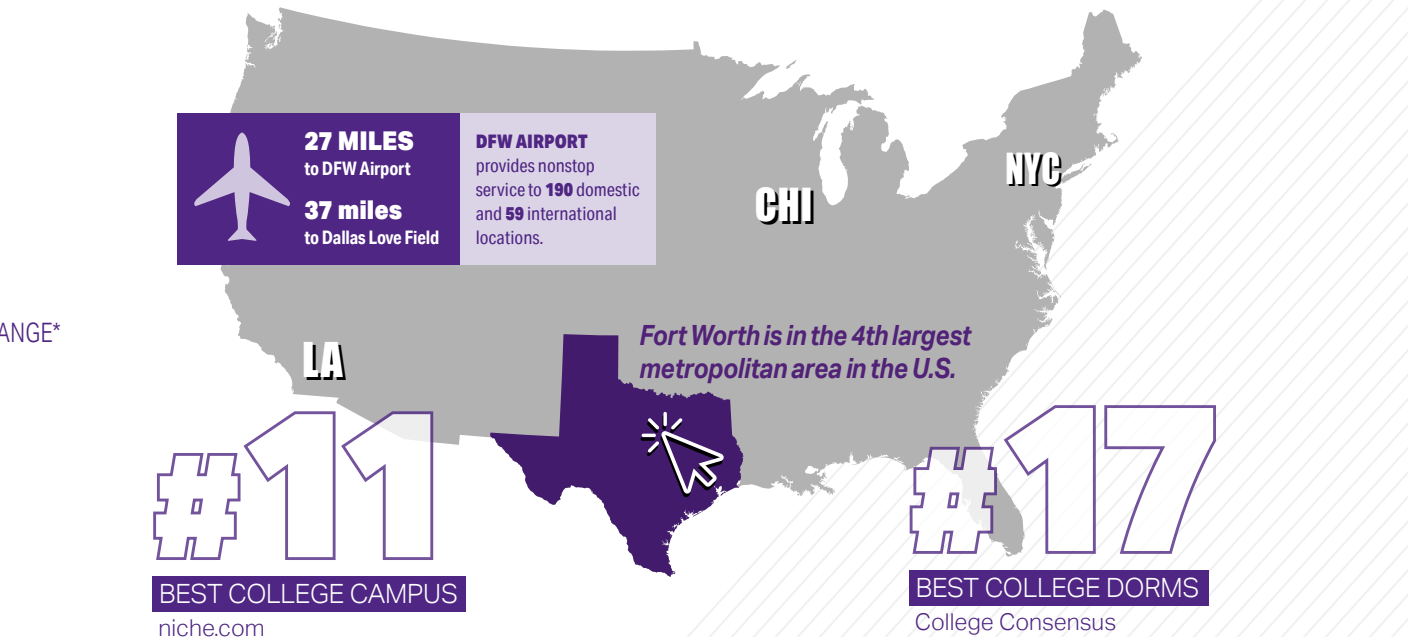 27 MILES
to DFW Airport
37 miles
to Dallas Love Field
DFW AIRPORT
provides nonstop
service to 190 domestic
and 59 international
locations.
NYC
CHI
ANGE*
LA
Fort Worth is in the 4th largest
metropolitan area in the U.S.
#11
BEST COLLEGE CAMPUS
niche.com
#17
BEST COLLEGE DORMS
College Consensus